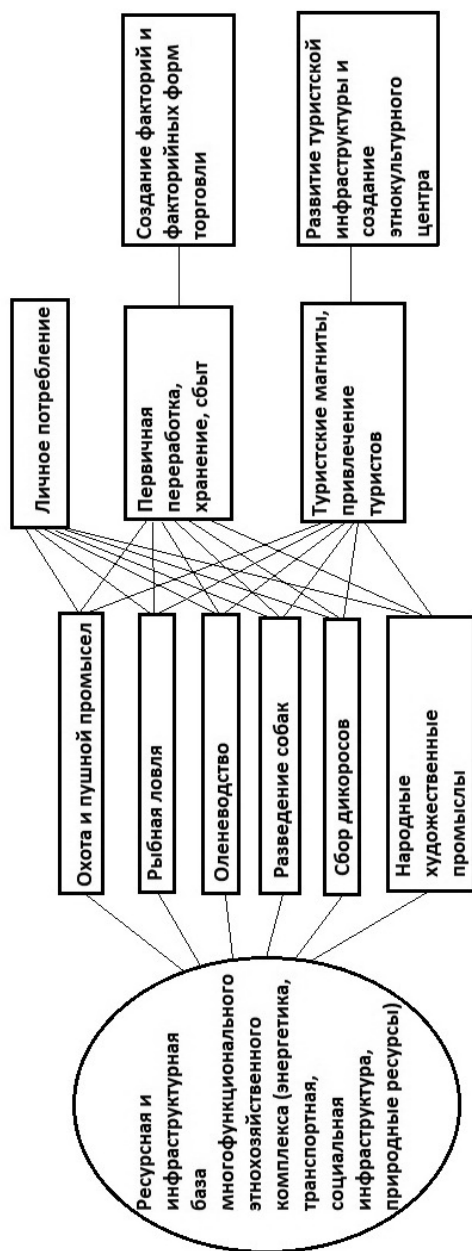 Ресурсная и
инфраструктурная
база
многофункционального
этнохозяйственного
комплекса (энергетика,
транспортная,
социальная
инфраструктура,
природные ресурсы)
Охота и пушной промысел
Рыбная ловля
Оленеводство
Разведение собак
Сбор дикоросов
Народные
художественные
промыслы
Личное потребление
Первичная
переработка,
хранение, сбыт
Туристские магниты,
привлечение
туристов
Создание факторий и
факторийных форм
торговли
Развитие туристской
инфраструктуры и
создание
этнокультурного
центра